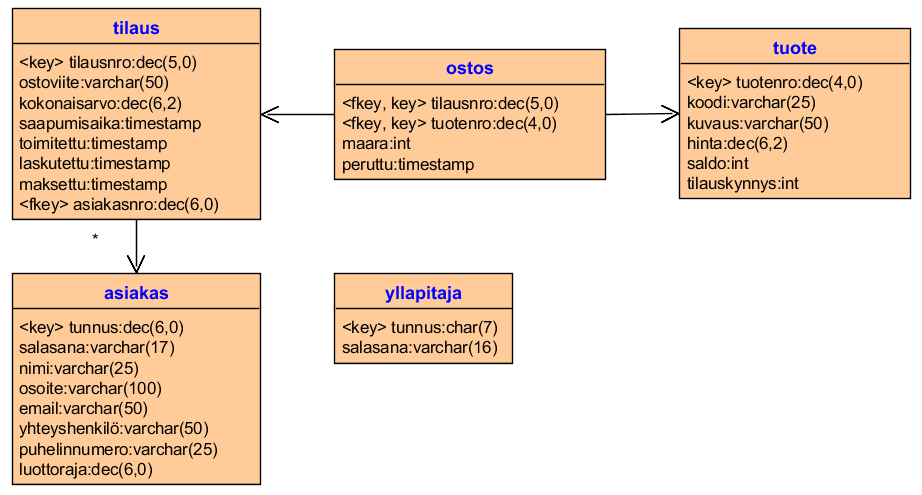 tilaus
<key> tilausnro:dec(5,0)
ostoviite:varchar(50)
kokonaisarvo:dec(6,2)
saapumisaika:timestamp
toimitettu:timestamp
laskutettu:timestamp
maksettu:timestamp
<fkey> asiakasnro:dec(6,0)
ostos
<fkey, key> tilausnro:dec(5,0)
<fkey, key> tuotenro:dec(4,0)
maara:int
peruttu:timestamp
tuote
<key> tuotenro:dec(4,0)
koodi:varchar(25)
kuvaus:varchar(50)
hinta:dec(6,2)
saldo:int
tilauskynnys:int
*
asiakas
<key> tunnus:dec(6,0)
salasana:varchar(17)
nimi:varchar(25)
osoite:varchar(100)
email:varchar(50)
yhteyshenkilö:varchar(50)
puhelinnumero:varchar(25)
luottoraja:dec(6,0)
yllapitaja
<key> tunnus:char(7)
salasana:varchar(16)